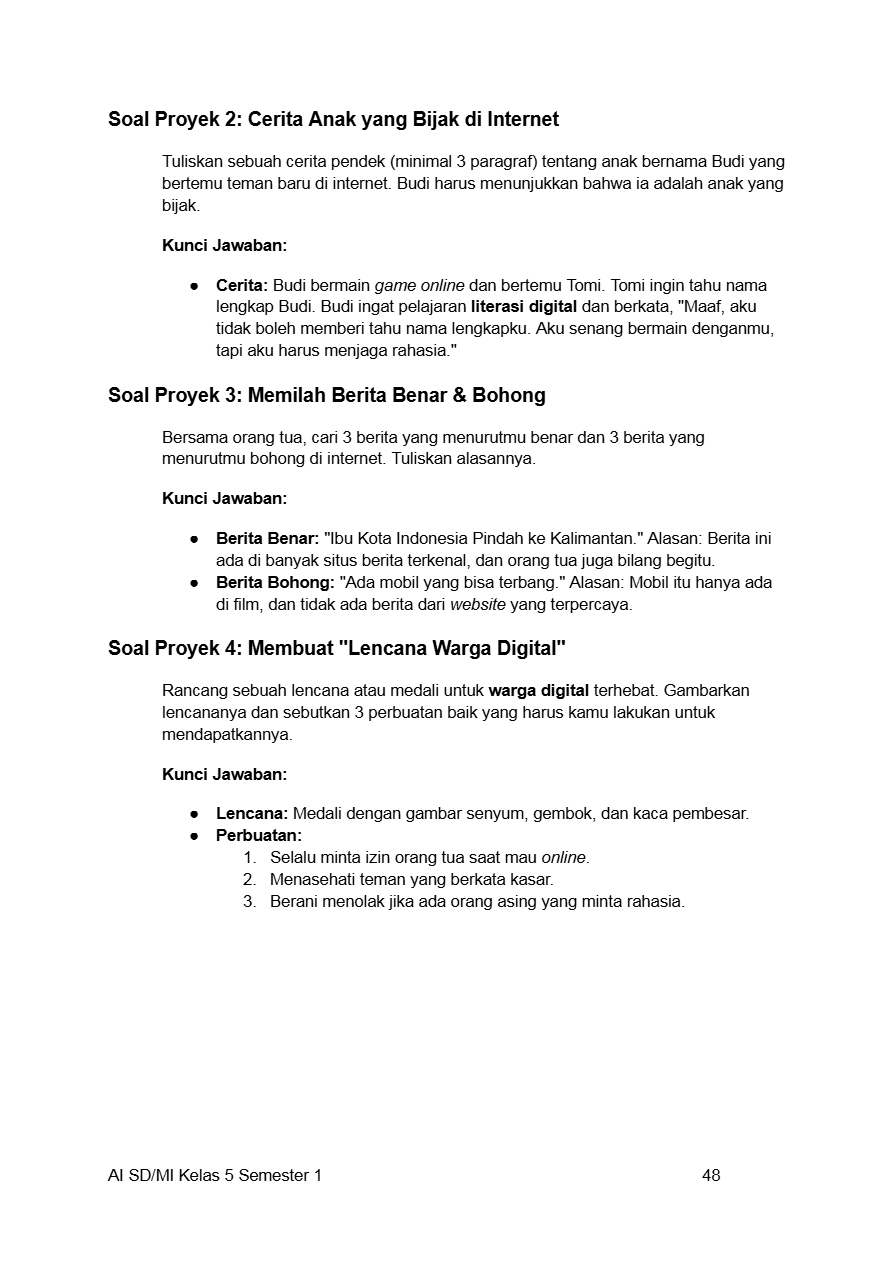 Soal Proyek 2: Cerita Anak yang Bijak di Internet
Tuliskan sebuah cerita pendek (minimal 3 paragraf) tentang anak bernama Budi yang
bertemu teman baru di internet. Budi harus menunjukkan bahwa ia adalah anak yang
bijak.
Kunci Jawaban:
● Cerita: Budi bermain game online dan bertemu Tomi. Tomi ingin tahu nama
lengkap Budi. Budi ingat pelajaran literasi digital dan berkata, "Maaf, aku
tidak boleh memberi tahu nama lengkapku. Aku senang bermain denganmu,
tapi aku harus menjaga rahasia."
Soal Proyek 3: Memilah Berita Benar & Bohong
Bersama orang tua, cari 3 berita yang menurutmu benar dan 3 berita yang
menurutmu bohong di internet. Tuliskan alasannya.
Kunci Jawaban:
● Berita Benar: "Ibu Kota Indonesia Pindah ke Kalimantan." Alasan: Berita ini
ada di banyak situs berita terkenal, dan orang tua juga bilang begitu.
● Berita Bohong: "Ada mobil yang bisa terbang." Alasan: Mobil itu hanya ada
di film, dan tidak ada berita dari website yang terpercaya.
Soal Proyek 4: Membuat "Lencana Warga Digital"
Rancang sebuah lencana atau medali untuk warga digital terhebat. Gambarkan
lencananya dan sebutkan 3 perbuatan baik yang harus kamu lakukan untuk
mendapatkannya.
Kunci Jawaban:
● Lencana: Medali dengan gambar senyum, gembok, dan kaca pembesar.
● Perbuatan:
1. Selalu minta izin orang tua saat mau online.
2. Menasehati teman yang berkata kasar.
3. Berani menolak jika ada orang asing yang minta rahasia.
AI SD/MI Kelas 5 Semester 1 48